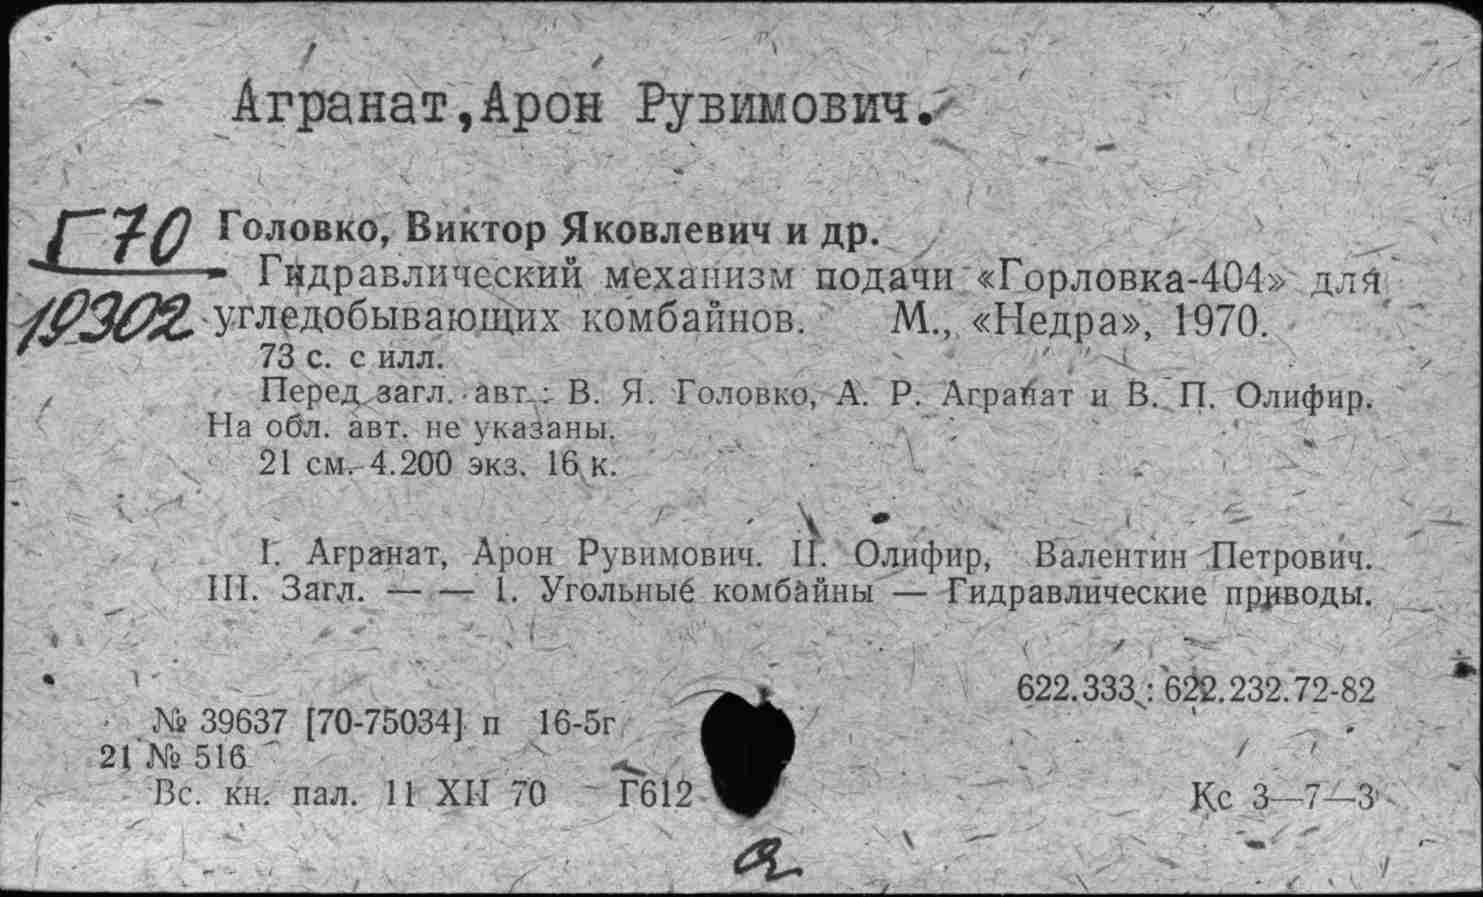 Агранат,Арон Рувимович.
Г70
19302
Головко, Виктор Яковлевич и др.
Гидравлический механизм подачи «Горловка-404» для
угледобывающих комбайнов. М., «Недра», 1970.
73 с. с илл.
Перед загл. авт.: В. Я. Головко, А. Р. Агранат и В. П. Олифир.
На обл. авт. не указаны.
21 см. 4.200 экз. 16 к.
I. Агранат, Арон Рувимович. II. Олифир, Валентин Петрович.
III. Загл. — — 1. Угольные комбайны — Гидравлические приводы.
622.333 : 622.232.72-82
№ 39637 [70-75034] п 16-5г
21 № 516
Вс. кн. пал. 11 XII 70 Г612
Кс 3—7—3